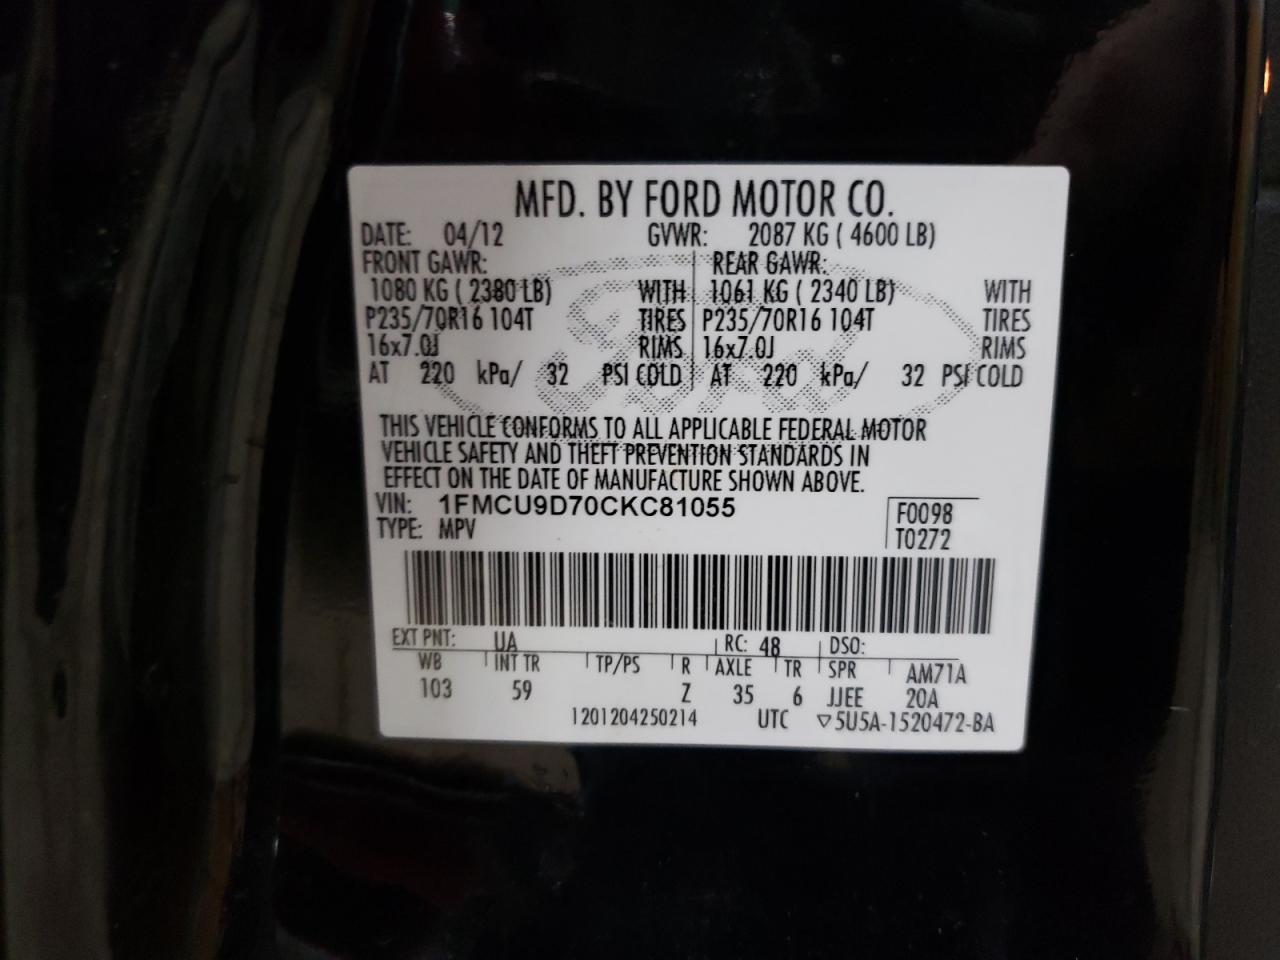 MFD. BY FORD MOTOR CO.
DATE: 04/12 GVWR: 2087 KG ( 4600 LB)
FRONT GAWR: REAR GAWR:
1080 KG ( 2380 LB) WITH 1061 KG ( 2340 LB) WITH
P235/70R16 104T TIRES P235/70R16 104T TIRES
16x7.0J RIMS 16x7.0J RIMS
AT 220 kPa/ 32 PSI COLD AT 220 kPa/ 32 PSI COLD
Ford
THIS VEHICLE CONFORMS TO ALL APPLICABLE FEDERAL MOTOR
VEHICLE SAFETY AND THEFT PREVENTION STANDARDS IN
EFFECT ON THE DATE OF MANUFACTURE SHOWN ABOVE.
VIN: 1FMCU9D70CKC81055 F0098
TYPE: MPV T0272
EXT PNT: UA RC: 48 DSO:
WB INT TR TP/PS R AXLE TR SPR AM71A
103 59 Z 35 6 JJEE 20A
1201204250214 UTC ▽5U5A-1520472-BA